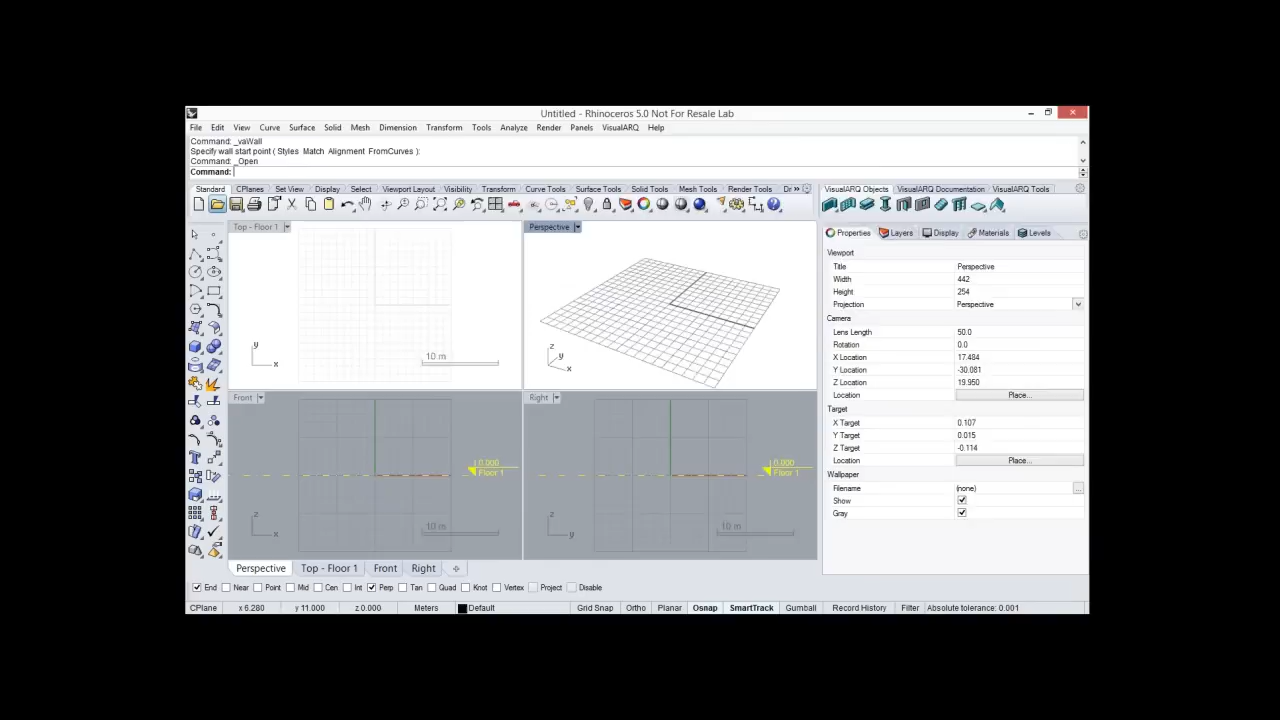 Untitled - Rhinoceros 5.0 Not For Resale Lab
File Edit View Curve Surface Solid Mesh Dimension Transform Tools Analyze Render Panels VisualARQ Help
Command: _vaWall
Specify wall start point ( Styles Match Alignment FromCurves ):
Command: _Open
Command:
Standard CPlanes Set View Display Select Viewport Layout Visibility Transform Curve Tools Surface Tools Solid Tools Mesh Tools Render Tools Dr »
VisualARQ Objects VisualARQ Documentation VisualARQ Tools
Top - Floor 1
y
x
10 m
Perspective
z
y
x
Front
0.000
Floor 1
z
x
10 m
Right
0.000
Floor 1
z
y
10 m
Properties Layers Display Materials Levels
Viewport
Title Perspective
Width 442
Height 254
Projection Perspective
Camera
Lens Length 50.0
Rotation 0.0
X Location 17.484
Y Location -30.081
Z Location 19.950
Location Place...
Target
X Target 0.107
Y Target 0.015
Z Target -0.114
Location Place...
Wallpaper
Filename (none) ...
Show
Gray
Perspective Top - Floor 1 Front Right
End Near Point Mid Cen Int Perp Tan Quad Knot Vertex Project Disable
CPlane x 6.280 y 11.000 z 0.000 Meters Default Grid Snap Ortho Planar Osnap SmartTrack Gumball Record History Filter Absolute tolerance: 0.001